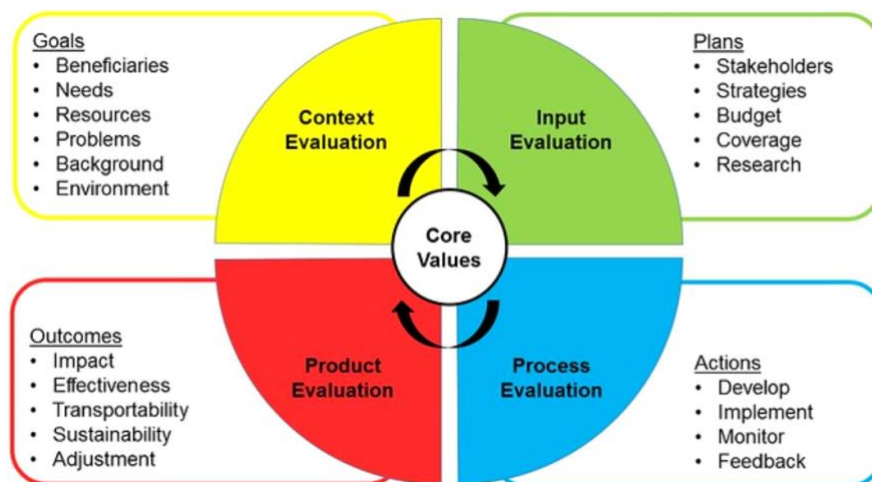 Goals
• Beneficiaries
• Needs
• Resources
• Problems
• Background
• Environment
Context
Evaluation
Input
Evaluation
Plans
• Stakeholders
• Strategies
• Budget
• Coverage
• Research
Core
Values
Outcomes
• Impact
• Effectiveness
• Transportability
• Sustainability
• Adjustment
Product
Evaluation
Process
Evaluation
Actions
• Develop
• Implement
• Monitor
• Feedback